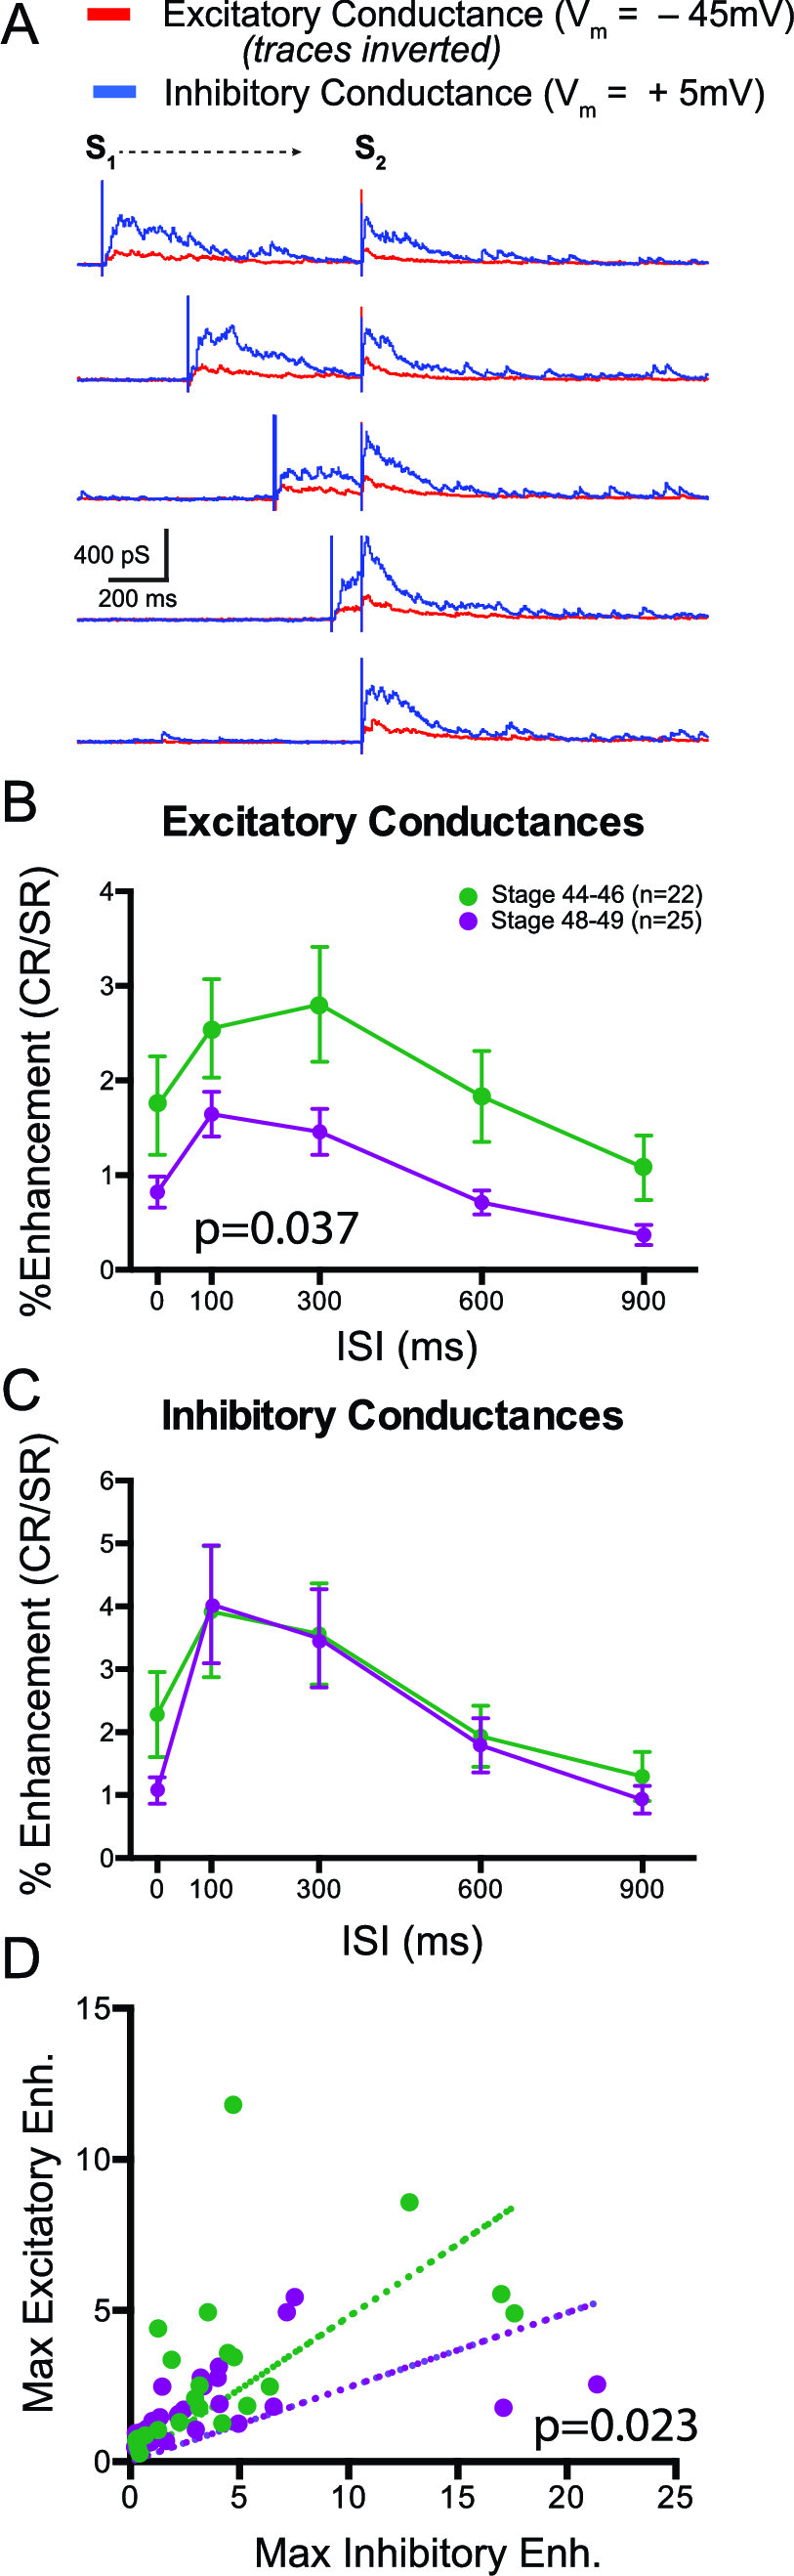 A
Excitatory Conductance (Vm = – 45mV)
(traces inverted)
Inhibitory Conductance (Vm = + 5mV)
S1 S2
400 pS
200 ms
B
Excitatory Conductances
%Enhancement (CR/SR)
4
3
2
1
0
Stage 44-46 (n=22)
Stage 48-49 (n=25)
p=0.037
0 100 300 600 900
ISI (ms)
C
Inhibitory Conductances
% Enhancement (CR/SR)
6
5
4
3
2
1
0
0 100 300 600 900
ISI (ms)
D
Max Excitatory Enh.
15
10
5
0
p=0.023
0 5 10 15 20 25
Max Inhibitory Enh.